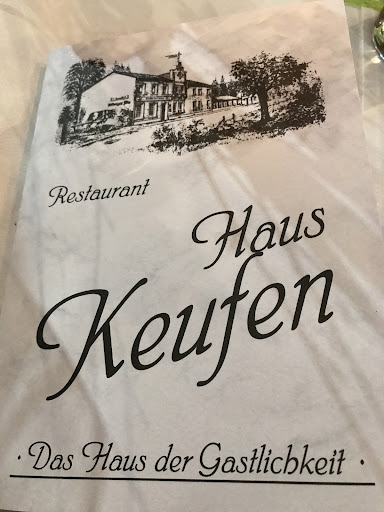 Restaurant
Haus
Keufen
· Das Haus der Gastlichkeit ·